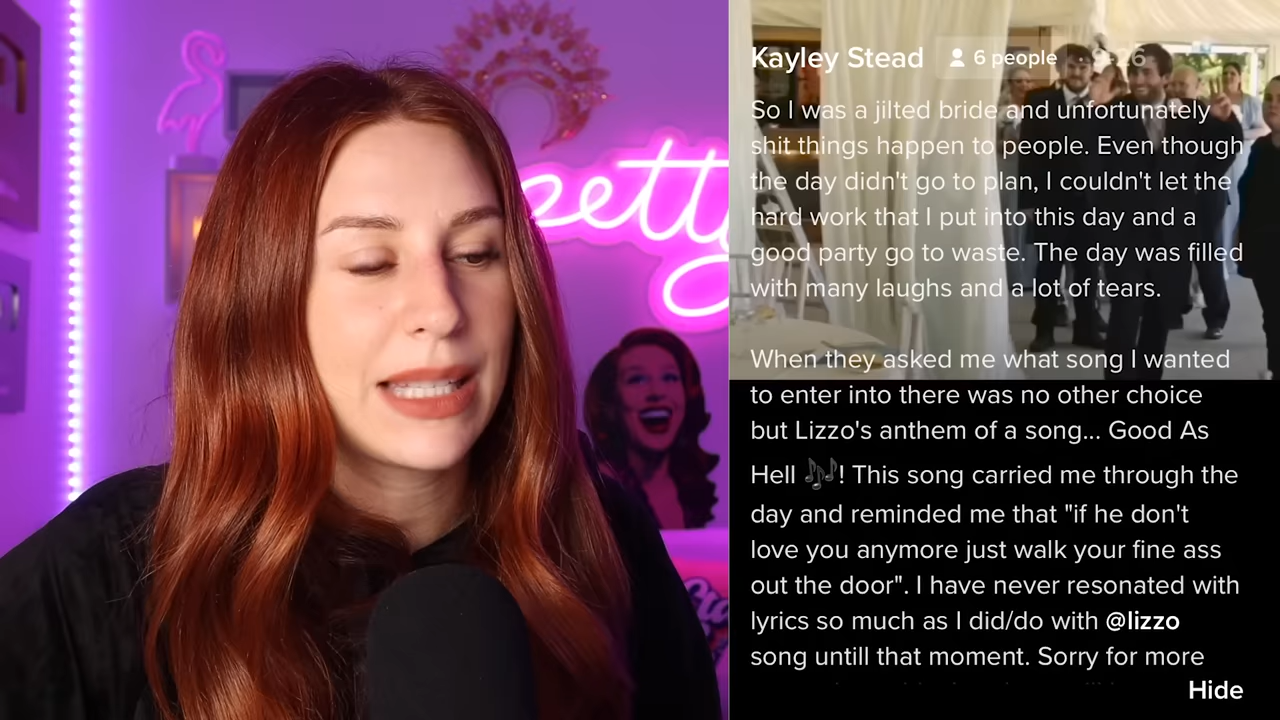 petty
Kayley Stead 6 people · 9-26
So I was a jilted bride and unfortunately
shit things happen to people. Even though
the day didn't go to plan, I couldn't let the
hard work that I put into this day and a
good party go to waste. The day was filled
with many laughs and a lot of tears.
When they asked me what song I wanted
to enter into there was no other choice
but Lizzo's anthem of a song... Good As
Hell 🎶! This song carried me through the
day and reminded me that "if he don't
love you anymore just walk your fine ass
out the door". I have never resonated with
lyrics so much as I did/do with @lizzo
song untill that moment. Sorry for more
Hide